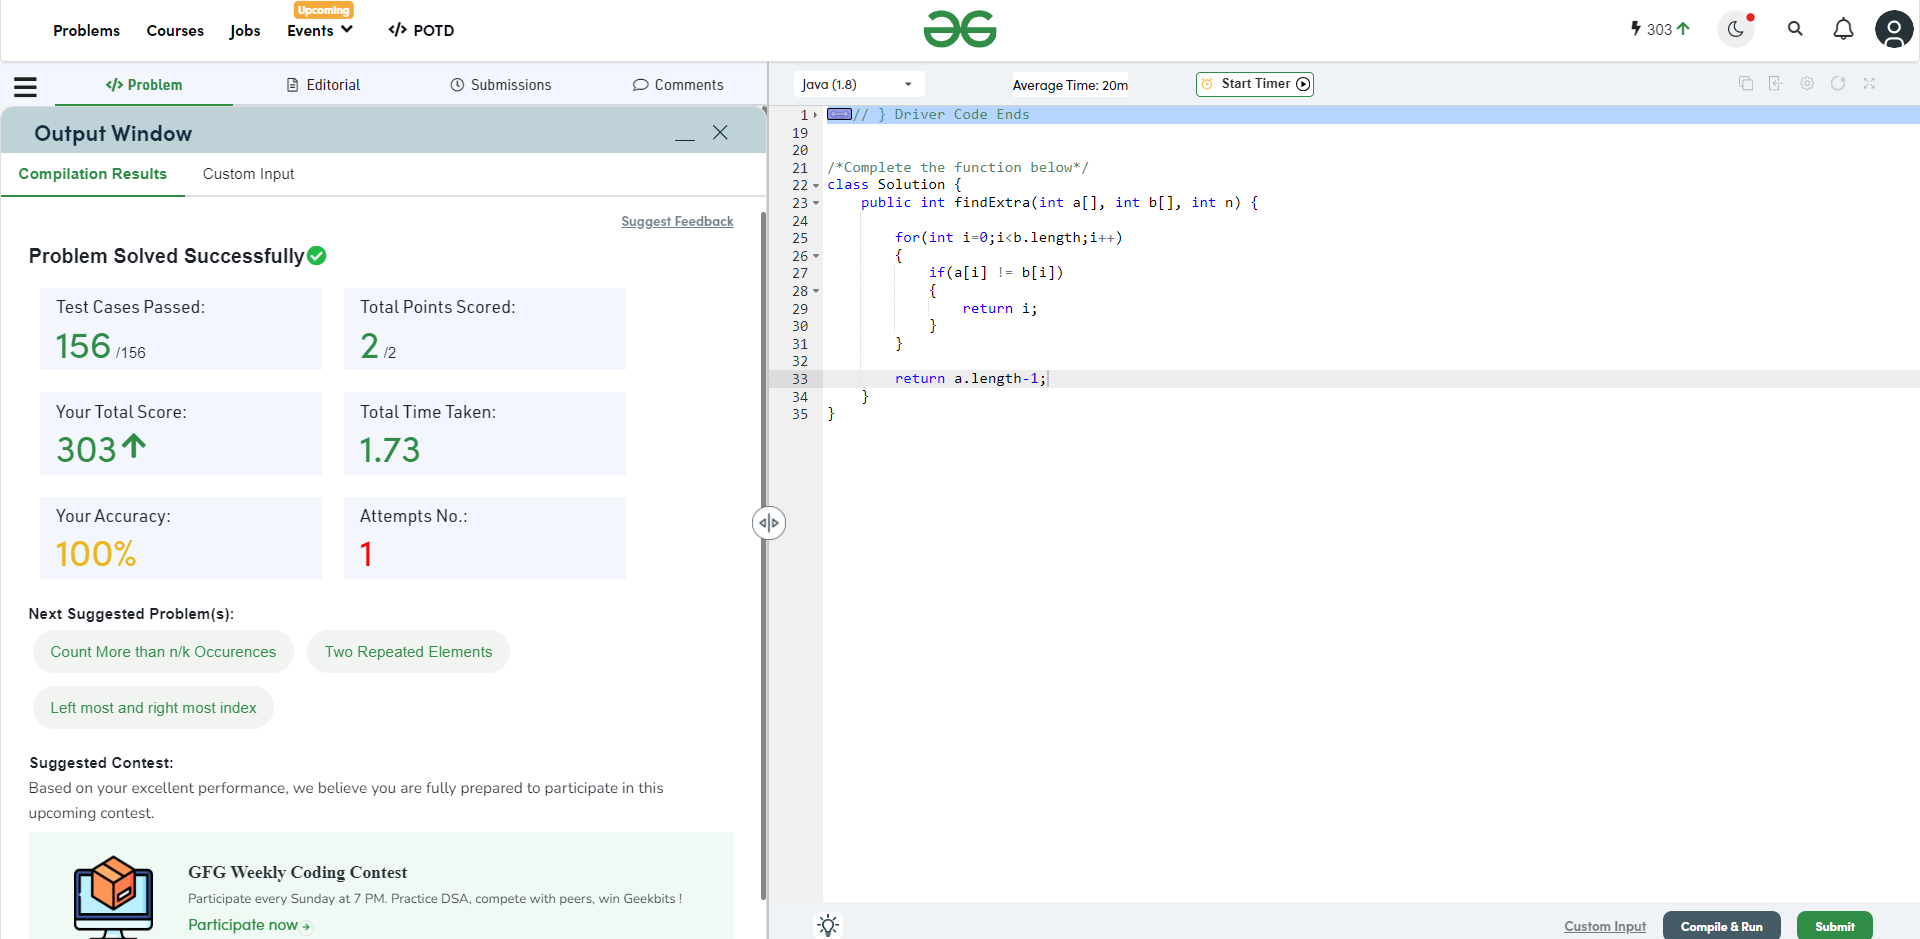 Upcoming
Problems Courses Jobs Events </> POTD
303
</> Problem Editorial Submissions Comments
Java (1.8) Average Time: 20m Start Timer
Output Window
Compilation Results Custom Input
Suggest Feedback
Problem Solved Successfully
Test Cases Passed: Total Points Scored:
156 /156 2 /2
Your Total Score: Total Time Taken:
303 1.73
Your Accuracy: Attempts No.:
100% 1
Next Suggested Problem(s):
Count More than n/k Occurences Two Repeated Elements
Left most and right most index
Suggested Contest:
Based on your excellent performance, we believe you are fully prepared to participate in this
upcoming contest.
GFG Weekly Coding Contest
Participate every Sunday at 7 PM. Practice DSA, compete with peers, win Geekbits !
Participate now
1 // } Driver Code Ends
19
20
21 /*Complete the function below*/
22 class Solution {
23     public int findExtra(int a[], int b[], int n) {
24
25         for(int i=0;i<b.length;i++)
26         {
27             if(a[i] != b[i])
28             {
29                 return i;
30             }
31         }
32
33         return a.length-1;
34     }
35 }
Custom Input Compile & Run Submit